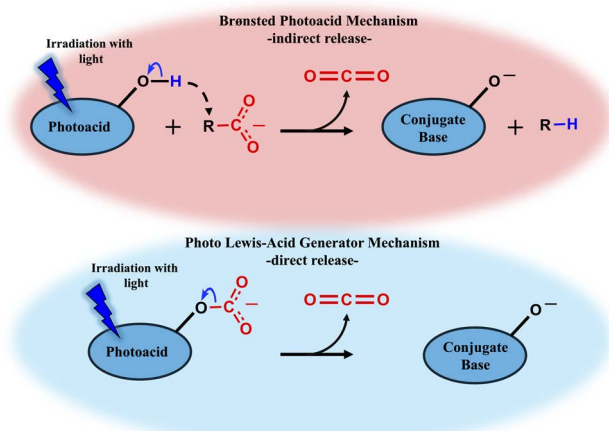 Brønsted Photoacid Mechanism
-indirect release-
Irradiation with
light
O H
O C O
O
Photoacid
+
R C O
O
Conjugate
Base
+ R H
Photo Lewis-Acid Generator Mechanism
-direct release-
Irradiation with
light
O C O
O
O C O
O
Photoacid
Conjugate
Base